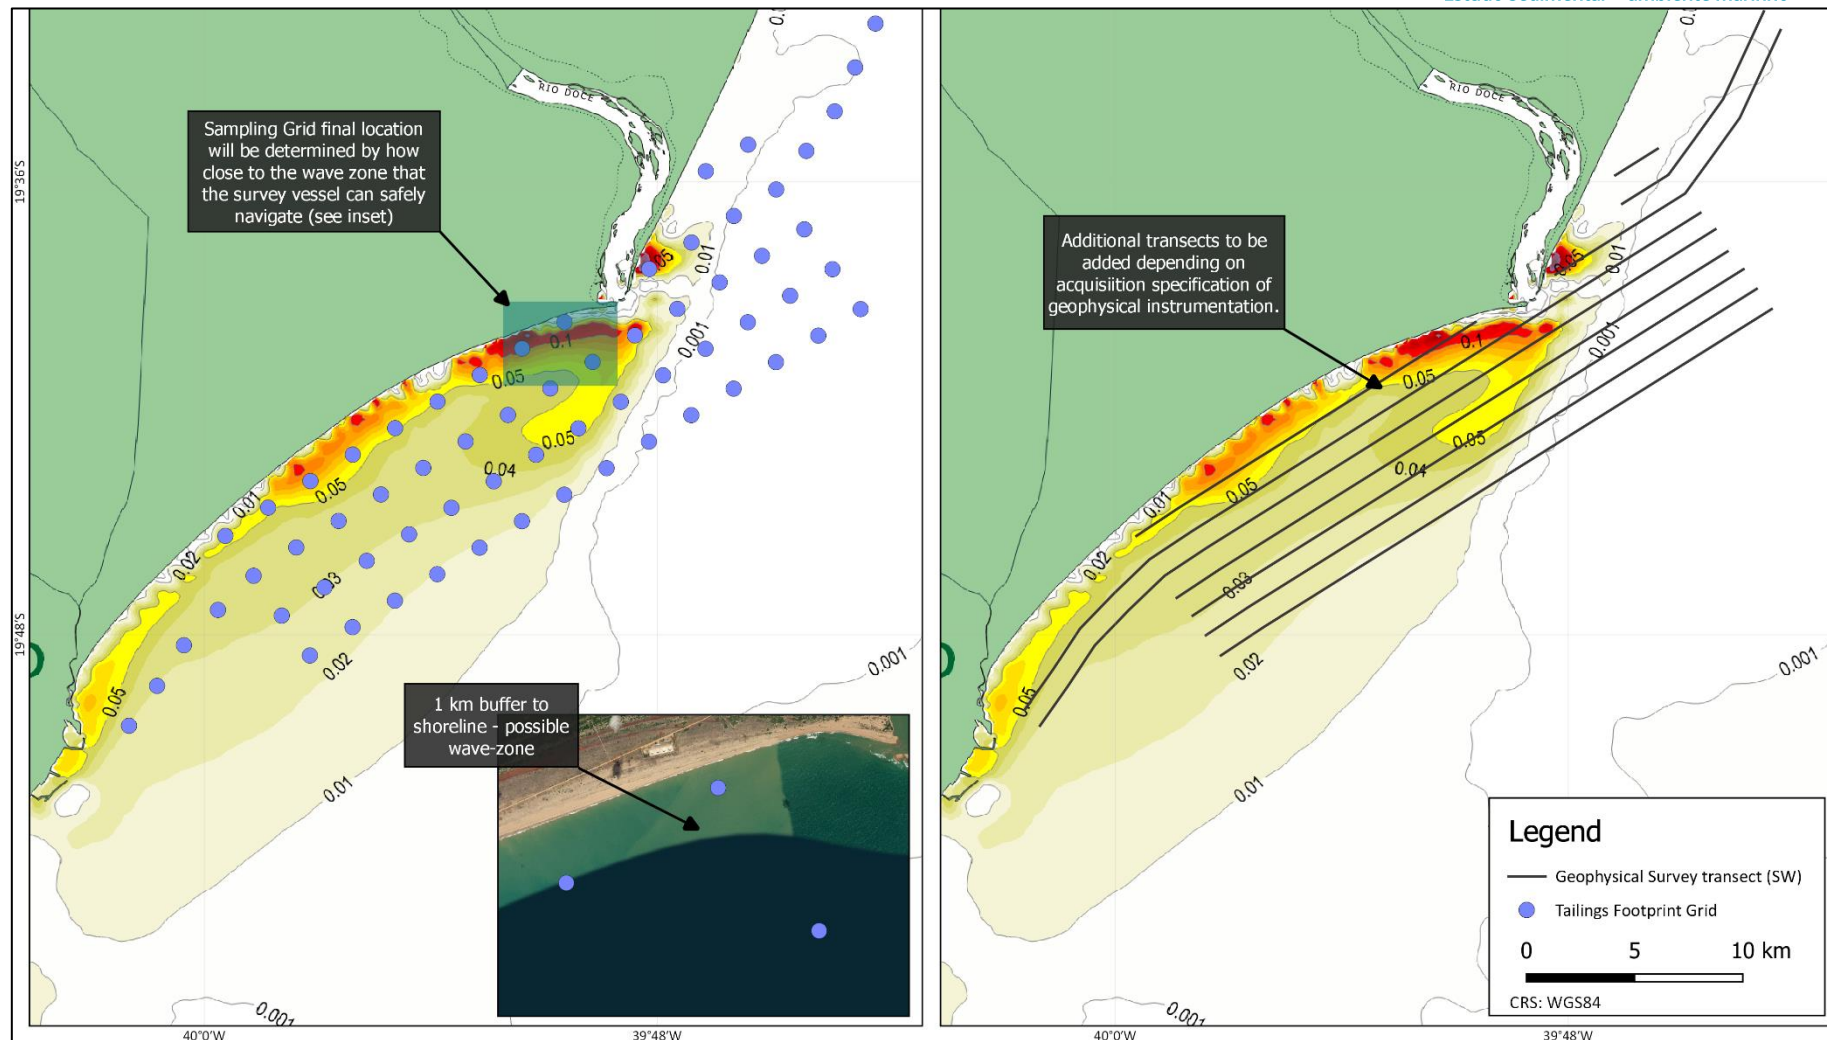 RIO DOCE
Sampling Grid final location
will be determined by how
close to the wave zone that
the survey vessel can safely
navigate (see inset)
19°36'S
19°48'S
0.01
0.05
0.001
0.1
0.05
0.05
0.04
0.05
0.01
0.02
0.03
0.02
0.05
0.01
0.001
0.001
1 km buffer to
shoreline - possible
wave-zone
40°0'W
39°48'W
RIO DOCE
Additional transects to be
added depending on
acquisiition specification of
geophysical instrumentation.
0.01
0.05
0.001
0.1
0.05
0.05
0.04
0.05
0.01
0.02
0.03
0.02
0.05
0.01
0.001
0.001
Legend
Geophysical Survey transect (SW)
Tailings Footprint Grid
0 5 10 km
CRS: WGS84
40°0'W
39°48'W